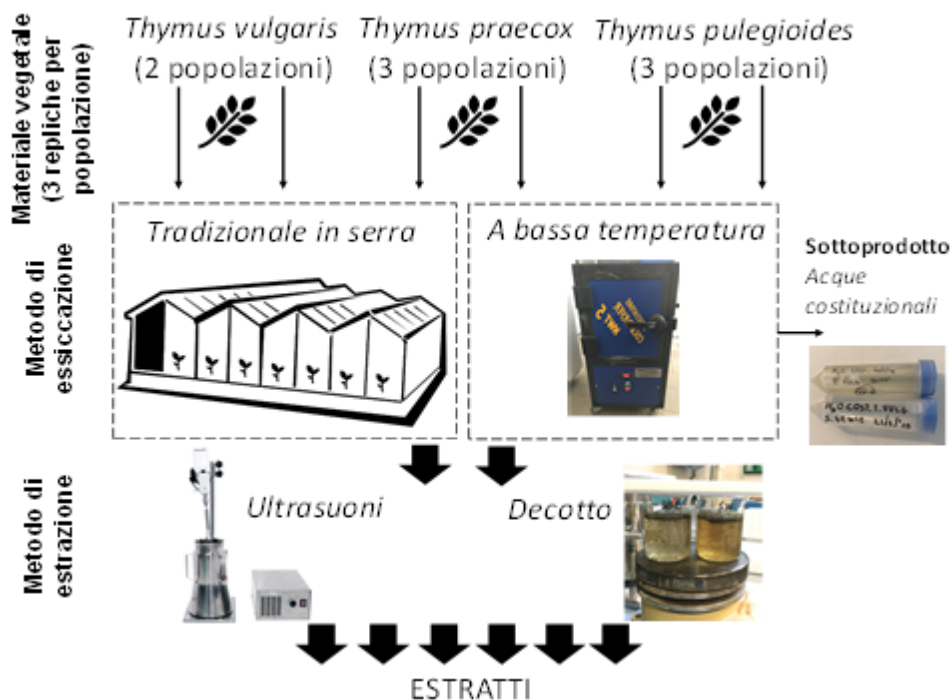 Materiale vegetale
(3 repliche per
popolazione)
Thymus vulgaris
(2 popolazioni)
Thymus praecox
(3 popolazioni)
Thymus pulegioides
(3 popolazioni)
Metodo di
essiccazione
Tradizionale in serra
A bassa temperatura
Sottoprodotto
Acque
costituzionali
Metodo di
estrazione
Ultrasuoni
Decotto
ESTRATTI